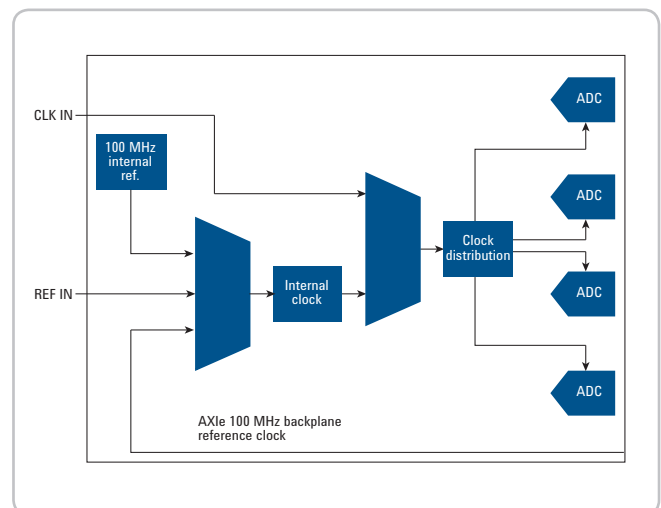 ADC
CLK IN
100 MHz
internal
ref.
ADC
Clock
distribution
Internal
clock
REF IN
ADC
ADC
AXIe 100 MHz backplane
reference clock